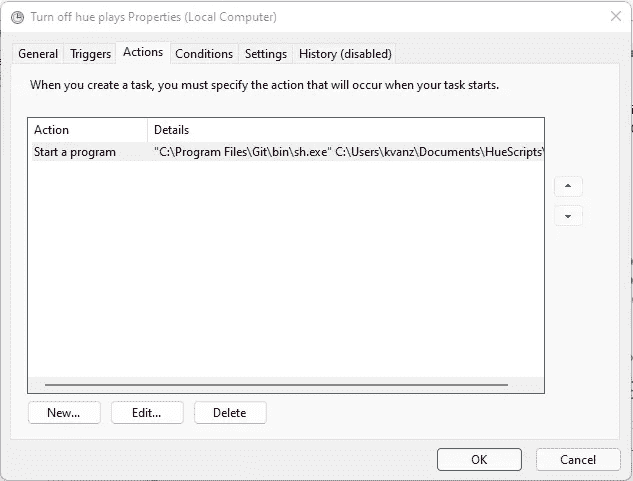 Turn off hue plays Properties (Local Computer)
General Triggers Actions Conditions Settings History (disabled)
When you create a task, you must specify the action that will occur when your task starts.
Action Details
Start a program "C:\Program Files\Git\bin\sh.exe" C:\Users\kvanz\Documents\HueScripts\
New... Edit... Delete
OK Cancel